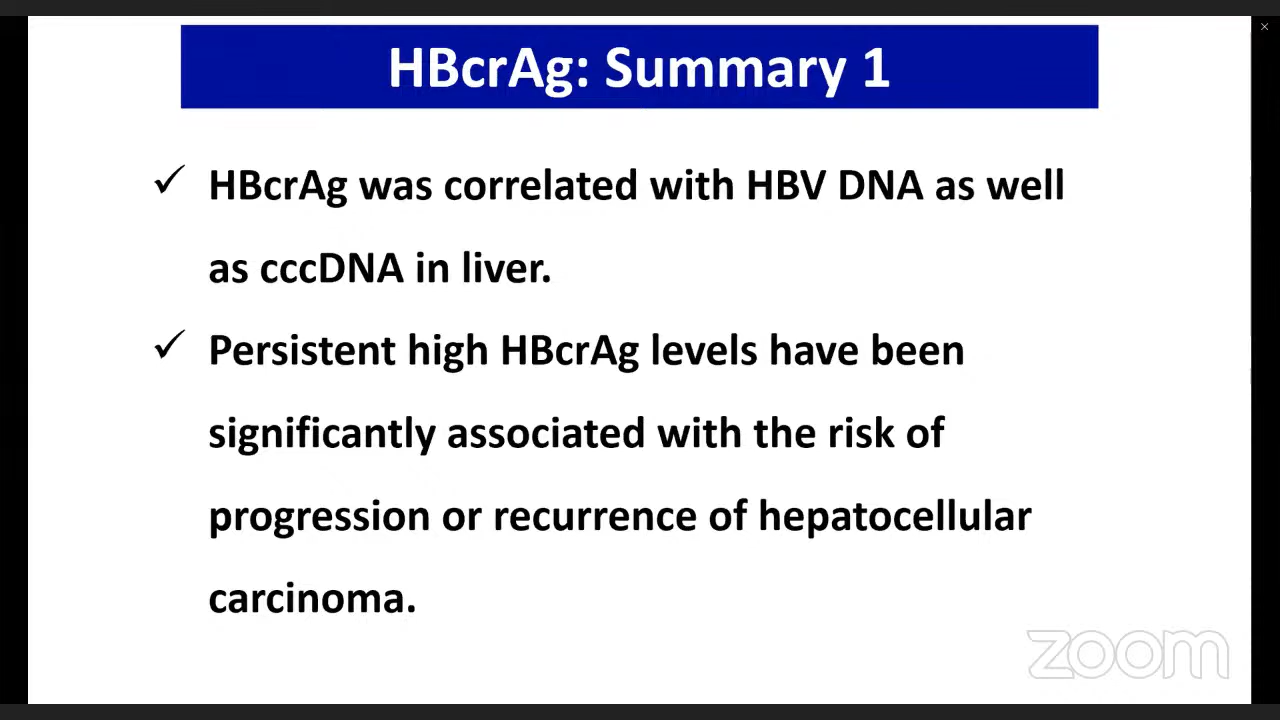 HBcrAg: Summary 1
✓ HBcrAg was correlated with HBV DNA as well
as cccDNA in liver.
✓ Persistent high HBcrAg levels have been
significantly associated with the risk of
progression or recurrence of hepatocellular
carcinoma.
zoom